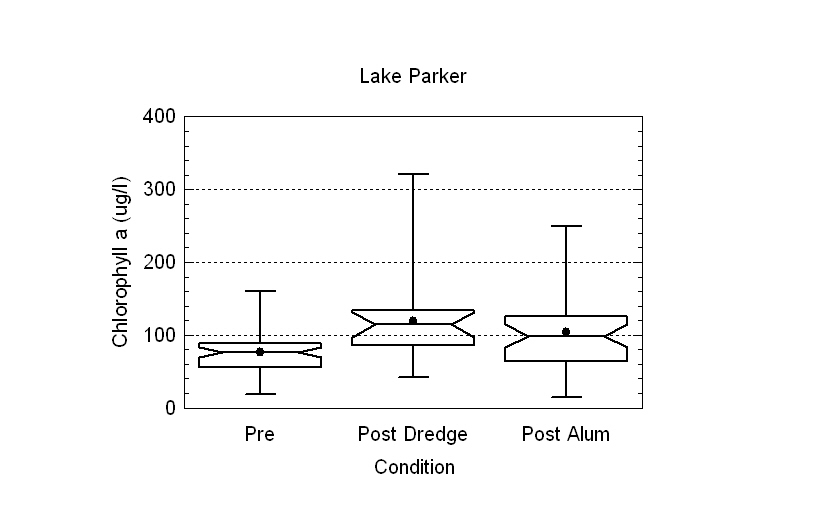 Lake Parker
400
300
200
100
0
Chlorophyll a (ug/l)
Pre Post Dredge Post Alum
Condition